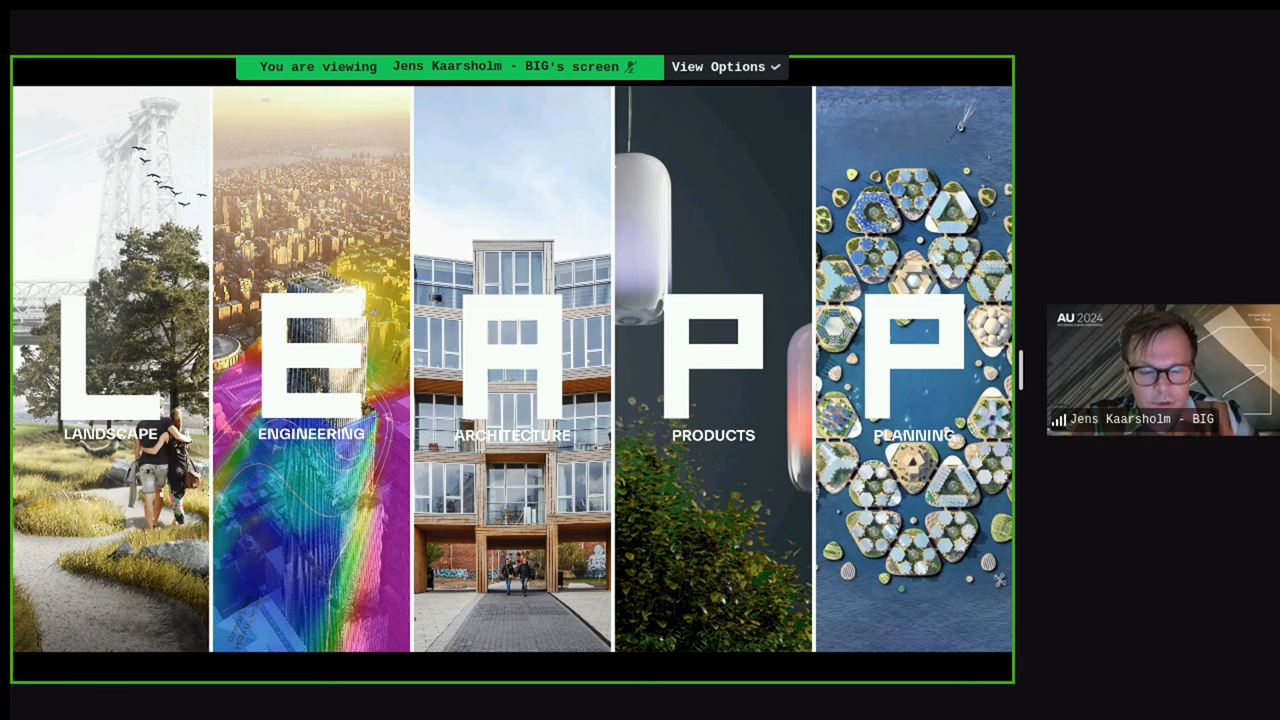 You are viewing Jens Kaarsholm - BIG's screen View Options
L E A P P
LANDSCAPE ENGINEERING ARCHITECTURE PRODUCTS PLANNING
AU 2024
Jens Kaarsholm - BIG